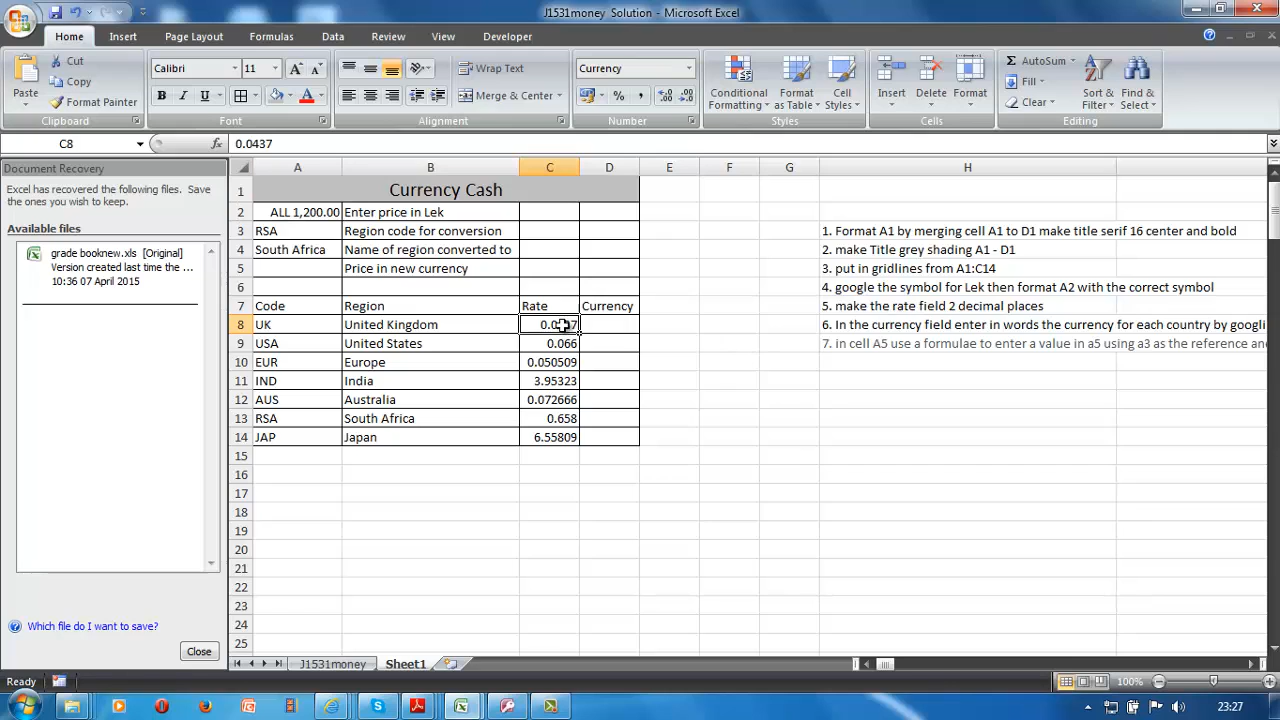 J1531money Solution - Microsoft Excel
Home Insert Page Layout Formulas Data Review View Developer
Paste
Cut
Copy
Format Painter
Clipboard
Calibri 11
B I U
Font
Wrap Text
Merge & Center
Alignment
Currency
% ,
Number
Conditional Formatting
Format as Table
Cell Styles
Styles
Insert Delete Format
Cells
AutoSum
Fill
Clear
Sort & Filter
Find & Select
Editing
C8 fx 0.0437
Document Recovery
Excel has recovered the following files. Save
the ones you wish to keep.
Available files
grade booknew.xls [Original]
Version created last time the ...
10:36 07 April 2015
Which file do I want to save?
Close
A B C D E F G H
1 Currency Cash
2 ALL 1,200.00 Enter price in Lek
3 RSA Region code for conversion 1. Format A1 by merging cell A1 to D1 make title serif 16 center and bold
4 South Africa Name of region converted to 2. make Title grey shading A1 - D1
5 Price in new currency 3. put in gridlines from A1:C14
6 4. google the symbol for Lek then format A2 with the correct symbol
7 Code Region Rate Currency 5. make the rate field 2 decimal places
8 UK United Kingdom 6. In the currency field enter in words the currency for each country by googli
9 USA United States 0.066 7. in cell A5 use a formulae to enter a value in a5 using a3 as the reference an
10 EUR Europe 0.050509
11 IND India 3.95323
12 AUS Australia 0.072666
13 RSA South Africa 0.658
14 JAP Japan 6.55809
15
16
17
18
19
20
21
22
23
24
25
J1531money Sheet1
Ready 100%
23:27